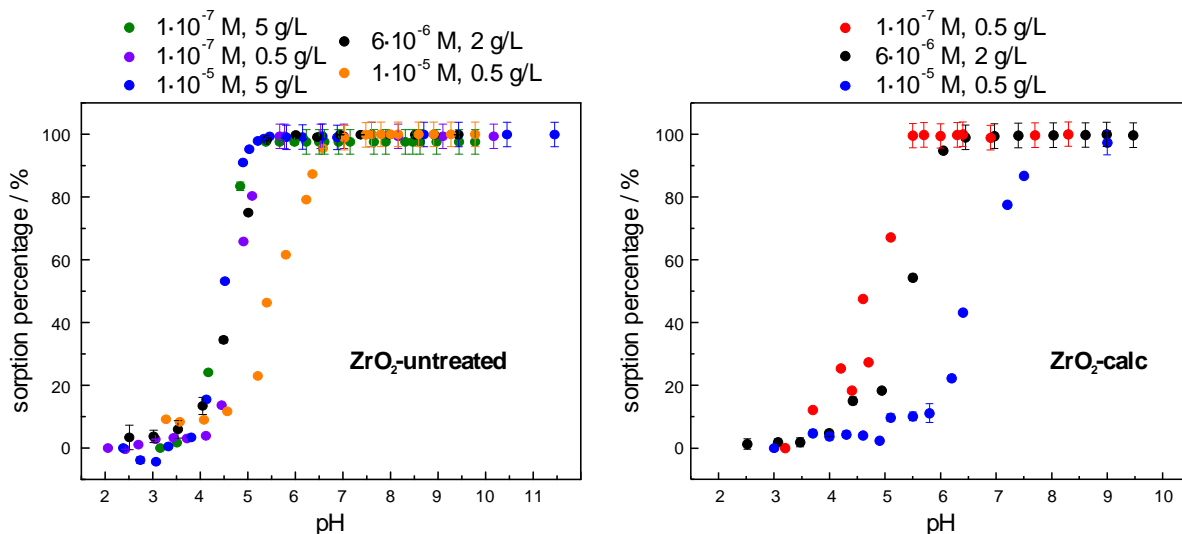 1·10⁻⁷ M, 5 g/L
1·10⁻⁷ M, 0.5 g/L
1·10⁻⁵ M, 5 g/L
6·10⁻⁶ M, 2 g/L
1·10⁻⁵ M, 0.5 g/L
sorption percentage / %
100
80
60
40
20
0
ZrO₂-untreated
2 3 4 5 6 7 8 9 10 11
pH
1·10⁻⁷ M, 0.5 g/L
6·10⁻⁶ M, 2 g/L
1·10⁻⁵ M, 0.5 g/L
sorption percentage / %
100
80
60
40
20
0
ZrO₂-calc
2 3 4 5 6 7 8 9 10
pH